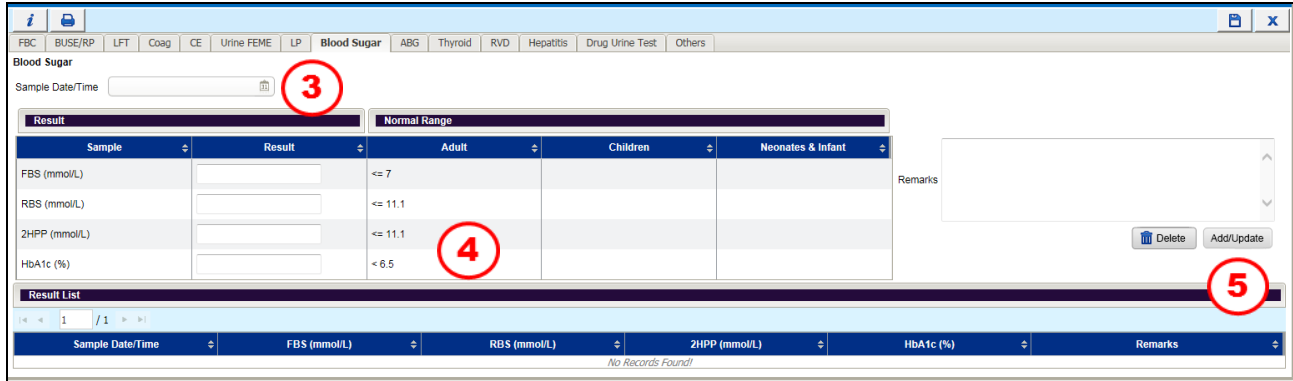 i
FBC BUSE/RP LFT Coag CE Urine FEME LP Blood Sugar ABG Thyroid RVD Hepatitis Drug Urine Test Others
Blood Sugar
Sample Date/Time 3
Result Normal Range
Sample Result Adult Children Neonates & Infant
FBS (mmol/L) <= 7
Remarks
RBS (mmol/L) <= 11.1
2HPP (mmol/L) <= 11.1
Delete Add/Update
4
HbA1c (%) < 6.5
5
Result List
1 / 1
Sample Date/Time FBS (mmol/L) RBS (mmol/L) 2HPP (mmol/L) HbA1c (%) Remarks
No Records Found!